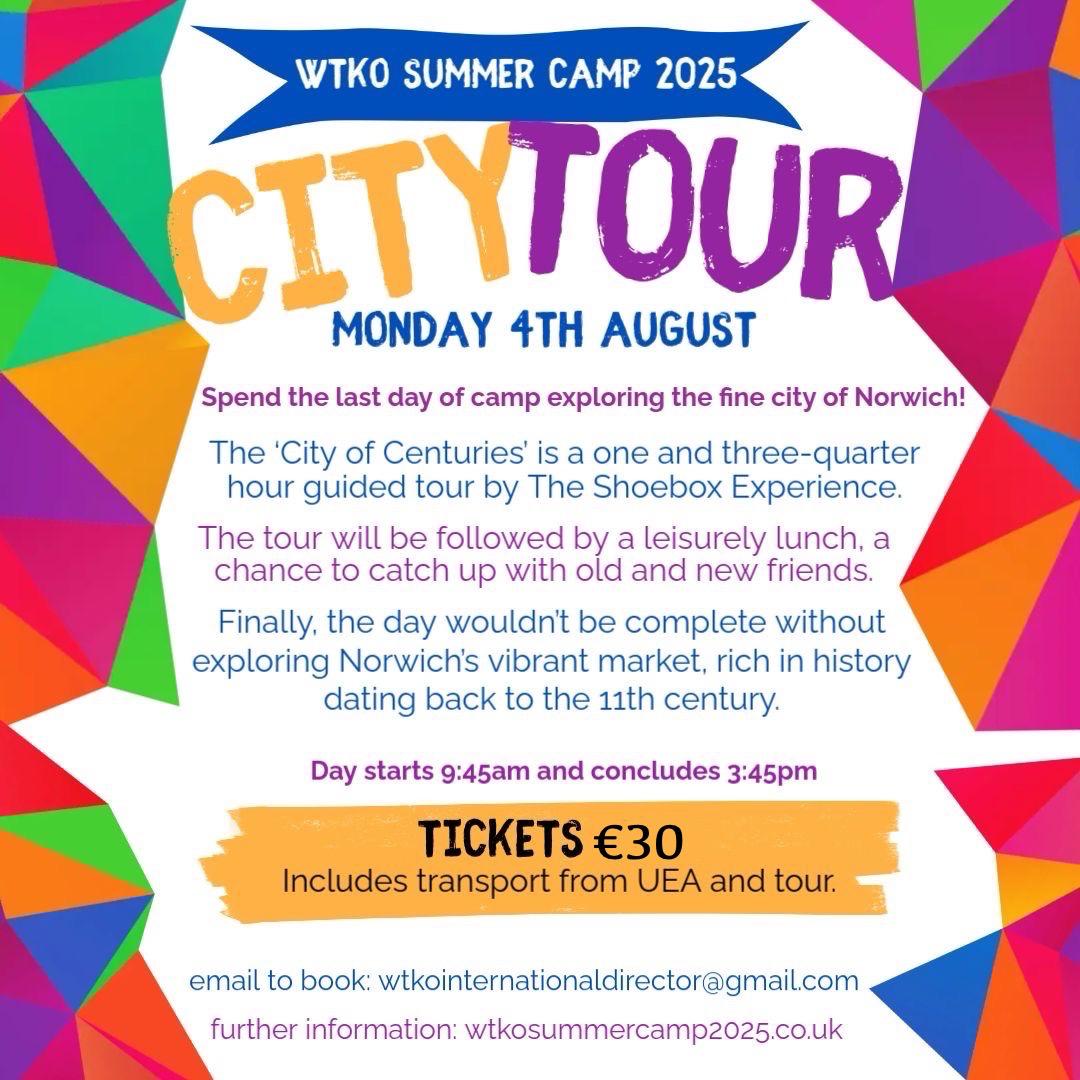 WTKO SUMMER CAMP 2025
CITY TOUR
MONDAY 4TH AUGUST
Spend the last day of camp exploring the fine city of Norwich!
The ‘City of Centuries’ is a one and three-quarter
hour guided tour by The Shoebox Experience.
The tour will be followed by a leisurely lunch, a
chance to catch up with old and new friends.
Finally, the day wouldn’t be complete without
exploring Norwich’s vibrant market, rich in history
dating back to the 11th century.
Day starts 9:45am and concludes 3:45pm
TICKETS €30
Includes transport from UEA and tour.
email to book: wtkointernationaldirector@gmail.com
further information: wtkosummercamp2025.co.uk